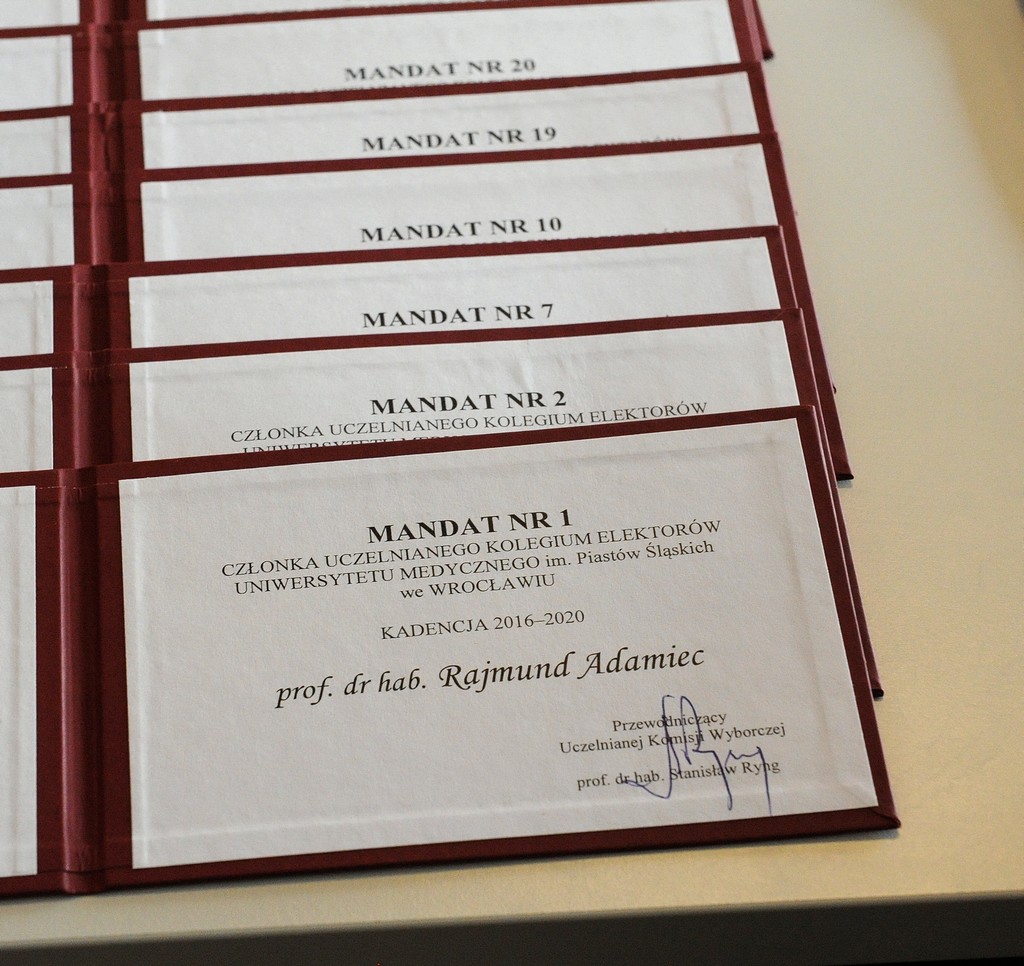 MANDAT NR 20
MANDAT NR 19
MANDAT NR 10
MANDAT NR 7
MANDAT NR 2
CZŁONKA UCZELNIANEGO KOLEGIUM ELEKTORÓW
MANDAT NR 1
CZŁONKA UCZELNIANEGO KOLEGIUM ELEKTORÓW
UNIWERSYTETU MEDYCZNEGO im. Piastów Śląskich
we WROCŁAWIU
KADENCJA 2016–2020
prof. dr hab. Rajmund Adamiec
Przewodniczący
Uczelnianej Komisji Wyborczej
prof. dr hab. Stanisław Ryng